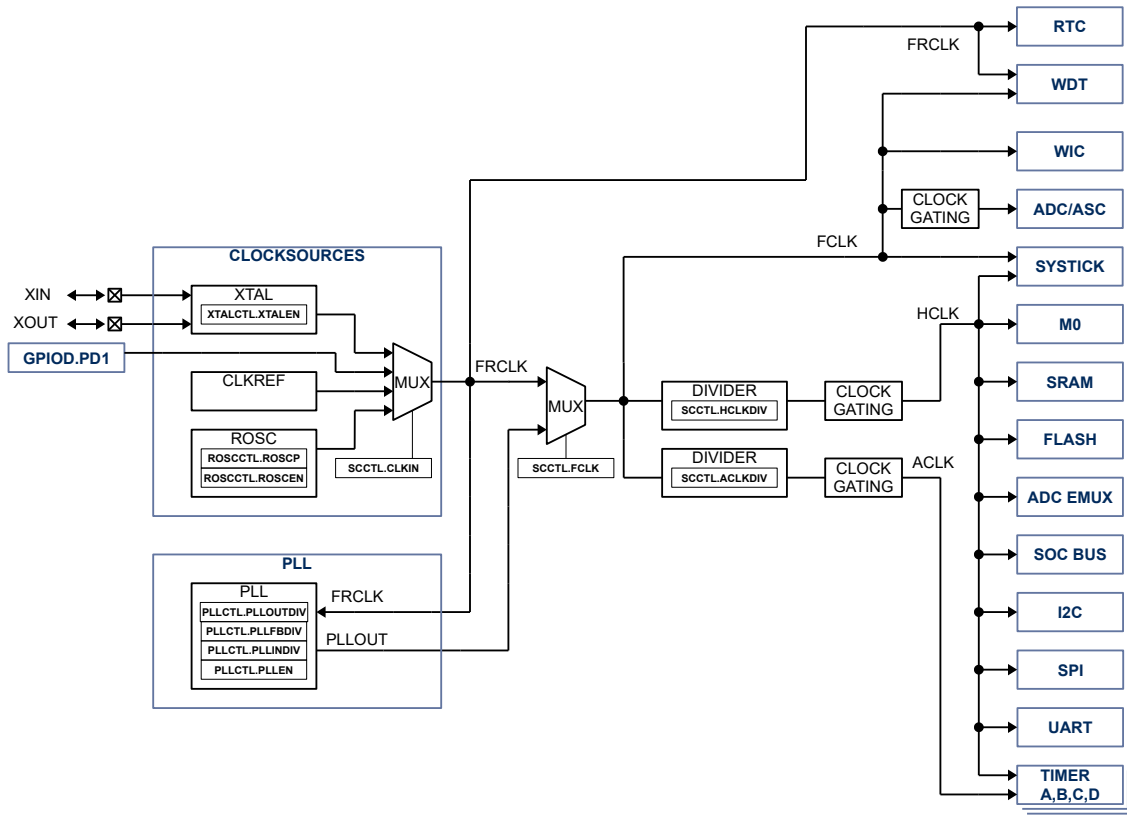 RTC
FRCLK
WDT
WIC
CLOCK
GATING
ADC/ASC
FCLK
SYSTICK
CLOCKSOURCES
XIN
XTAL
XTALCTL.XTALEN
XOUT
HCLK
M0
GPIOD.PD1
FRCLK
CLKREF
MUX
MUX
DIVIDER
SCCTL.HCLKDIV
CLOCK
GATING
SRAM
ROSC
ROSCCTL.ROSCP
ROSCCTL.ROSCEN
SCCTL.CLKIN
SCCTL.FCLK
DIVIDER
SCCTL.ACLKDIV
CLOCK
GATING
ACLK
FLASH
ADC EMUX
PLL
SOC BUS
PLL
PLLCTL.PLLOUTDIV
PLLCTL.PLLFBDIV
PLLCTL.PLLINDIV
PLLCTL.PLLEN
FRCLK
PLLOUT
I2C
SPI
UART
TIMER
A,B,C,D